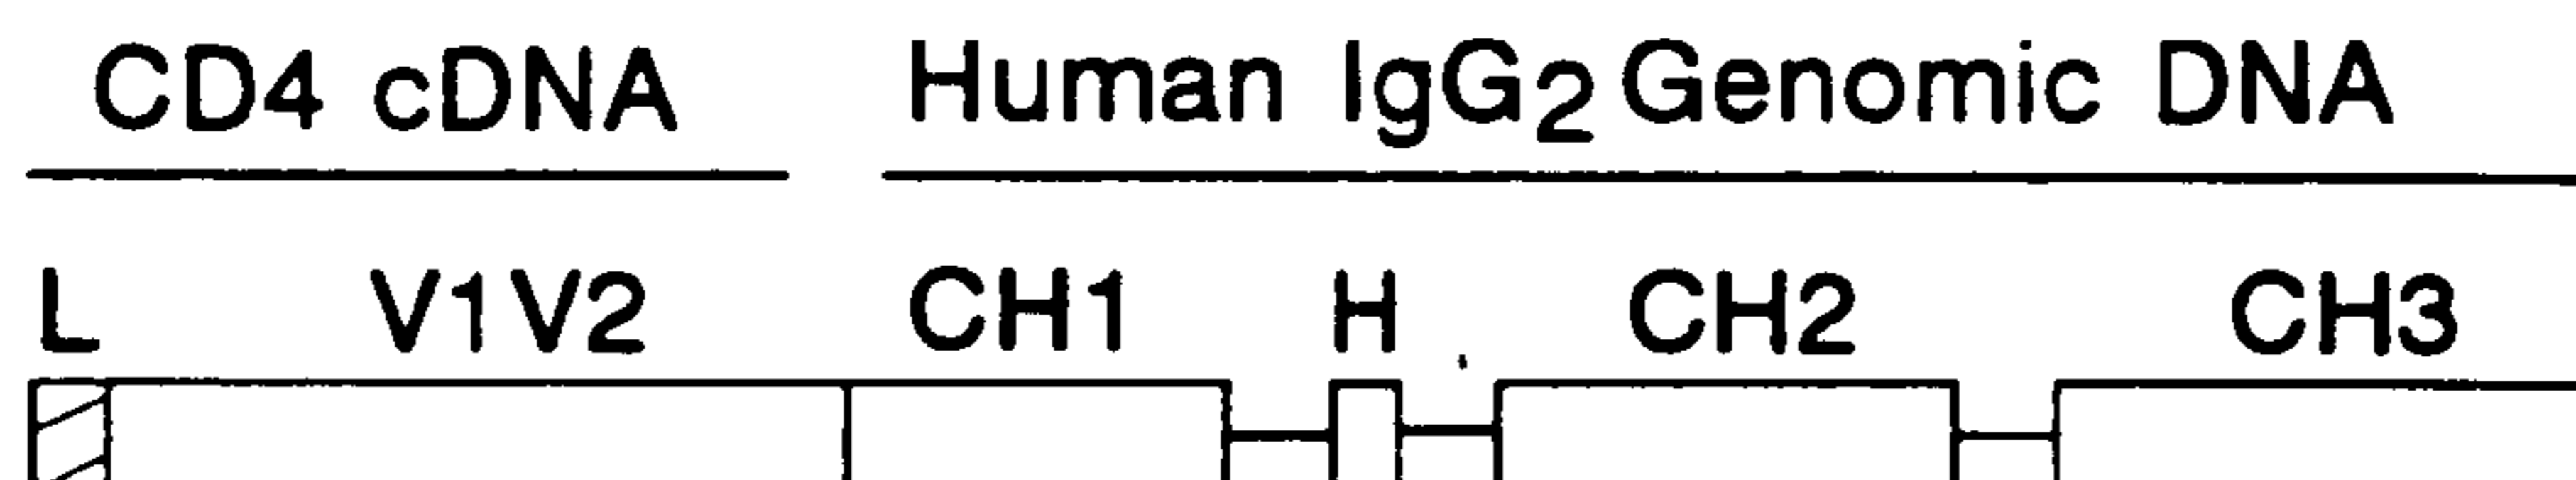 CD4 cDNA Human IgG2 Genomic DNA
L V1V2 CH1 H CH2 CH3